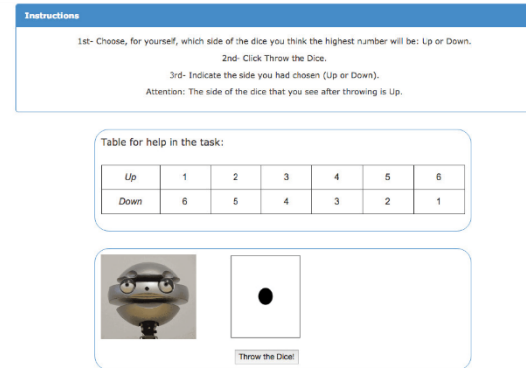 Instructions
1st- Choose, for yourself, which side of the dice you think the highest number will be: Up or Down.
2nd- Click Throw the Dice.
3rd- Indicate the side you had chosen (Up or Down).
Attention: The side of the dice that you see after throwing is Up.
Table for help in the task:
Up 1 2 3 4 5 6
Down 6 5 4 3 2 1
Throw the Dice!